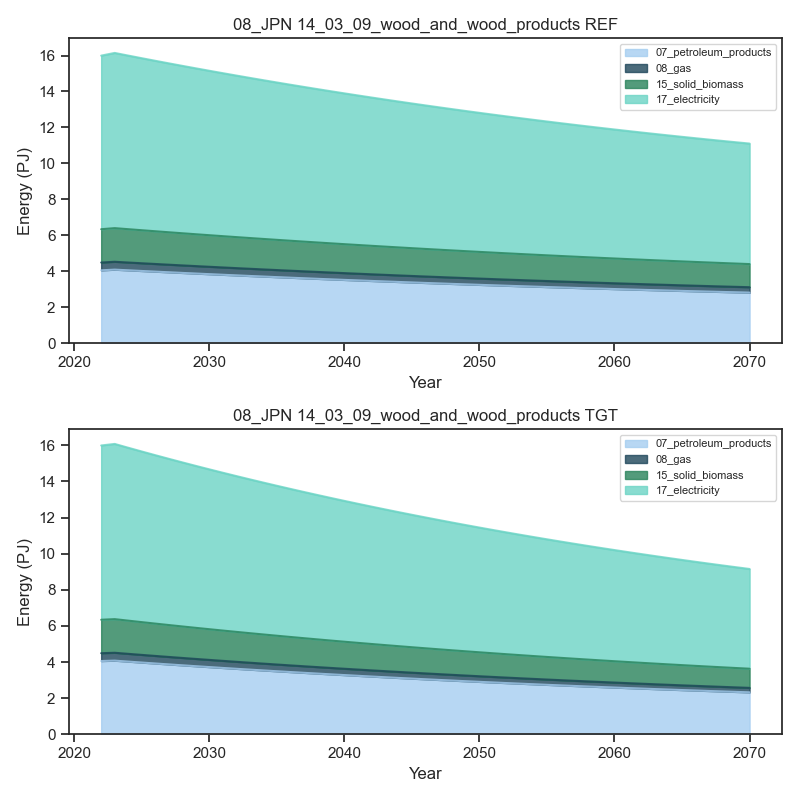 08_JPN 14_03_09_wood_and_wood_products REF
16
14
12
10
8
6
4
2
0
Energy (PJ)
07_petroleum_products
08_gas
15_solid_biomass
17_electricity
2020 2030 2040 2050 2060 2070
Year
08_JPN 14_03_09_wood_and_wood_products TGT
16
14
12
10
8
6
4
2
0
Energy (PJ)
07_petroleum_products
08_gas
15_solid_biomass
17_electricity
2020 2030 2040 2050 2060 2070
Year